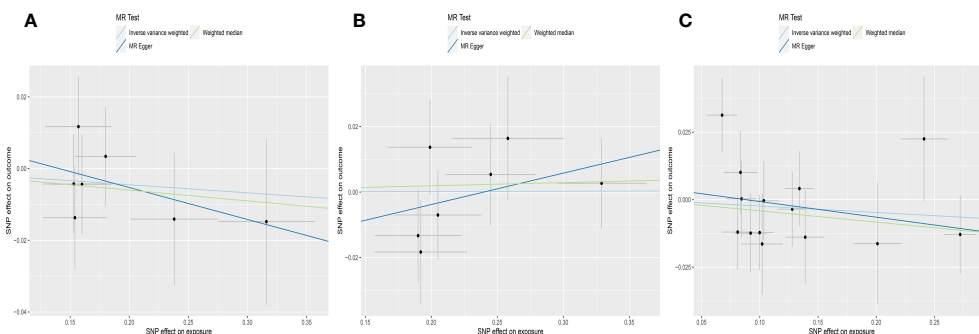 A
MR Test
Inverse variance weighted
Weighted median
MR Egger
SNP effect on outcome
0.02
0.00
−0.02
−0.04
0.15
0.20
0.25
0.30
0.35
SNP effect on exposure
B
MR Test
Inverse variance weighted
Weighted median
MR Egger
SNP effect on outcome
0.02
0.00
−0.02
0.15
0.20
0.25
0.30
0.35
SNP effect on exposure
C
MR Test
Inverse variance weighted
Weighted median
MR Egger
SNP effect on outcome
0.025
0.000
−0.025
0.05
0.10
0.15
0.20
0.25
SNP effect on exposure